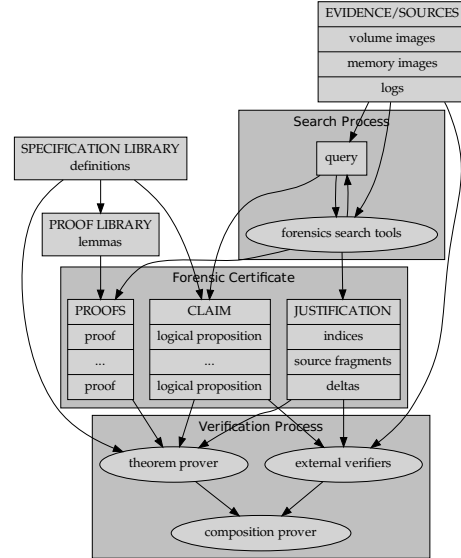 EVIDENCE/SOURCES
volume images
memory images
logs
Search Process
query
forensics search tools
SPECIFICATION LIBRARY
definitions
PROOF LIBRARY
lemmas
Forensic Certificate
PROOFS
proof
...
proof
CLAIM
logical proposition
...
logical proposition
JUSTIFICATION
indices
source fragments
deltas
Verification Process
theorem prover
external verifiers
composition prover